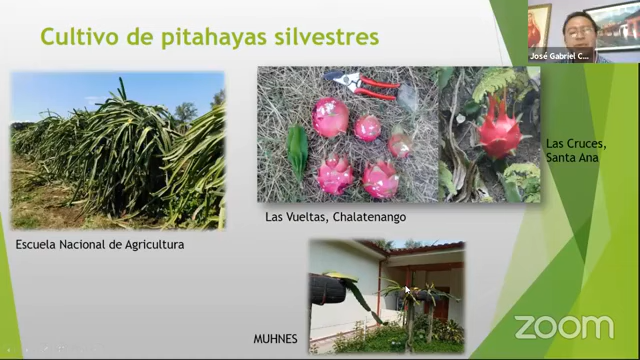 Cultivo de pitahayas silvestres
José Gabriel C...
Las Cruces,
Santa Ana
Las Vueltas, Chalatenango
Escuela Nacional de Agricultura
MUHNES
zoom